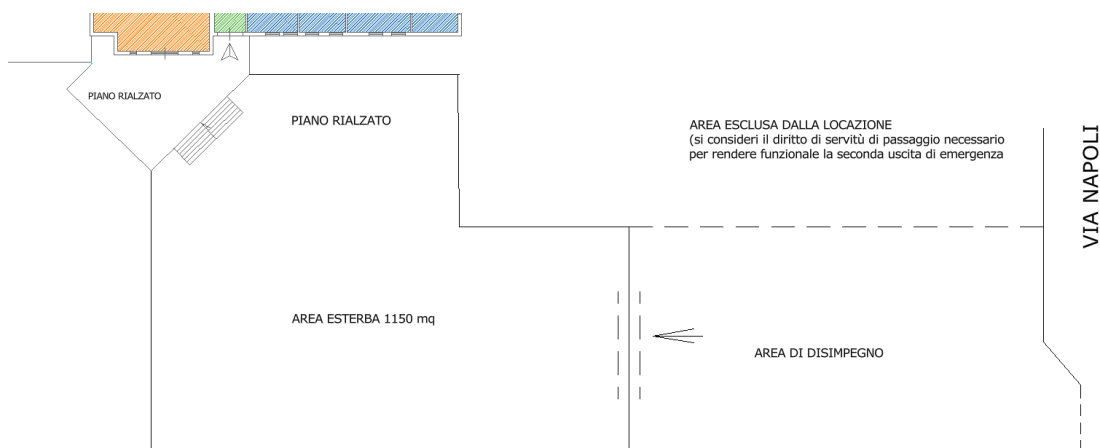 PIANO RIALZATO
PIANO RIALZATO
AREA ESCLUSA DALLA LOCAZIONE
(si consideri il diritto di servitù di passaggio necessario
per rendere funzionale la seconda uscita di emergenza
VIA NAPOLI
AREA ESTERBA 1150 mq
AREA DI DISIMPEGNO